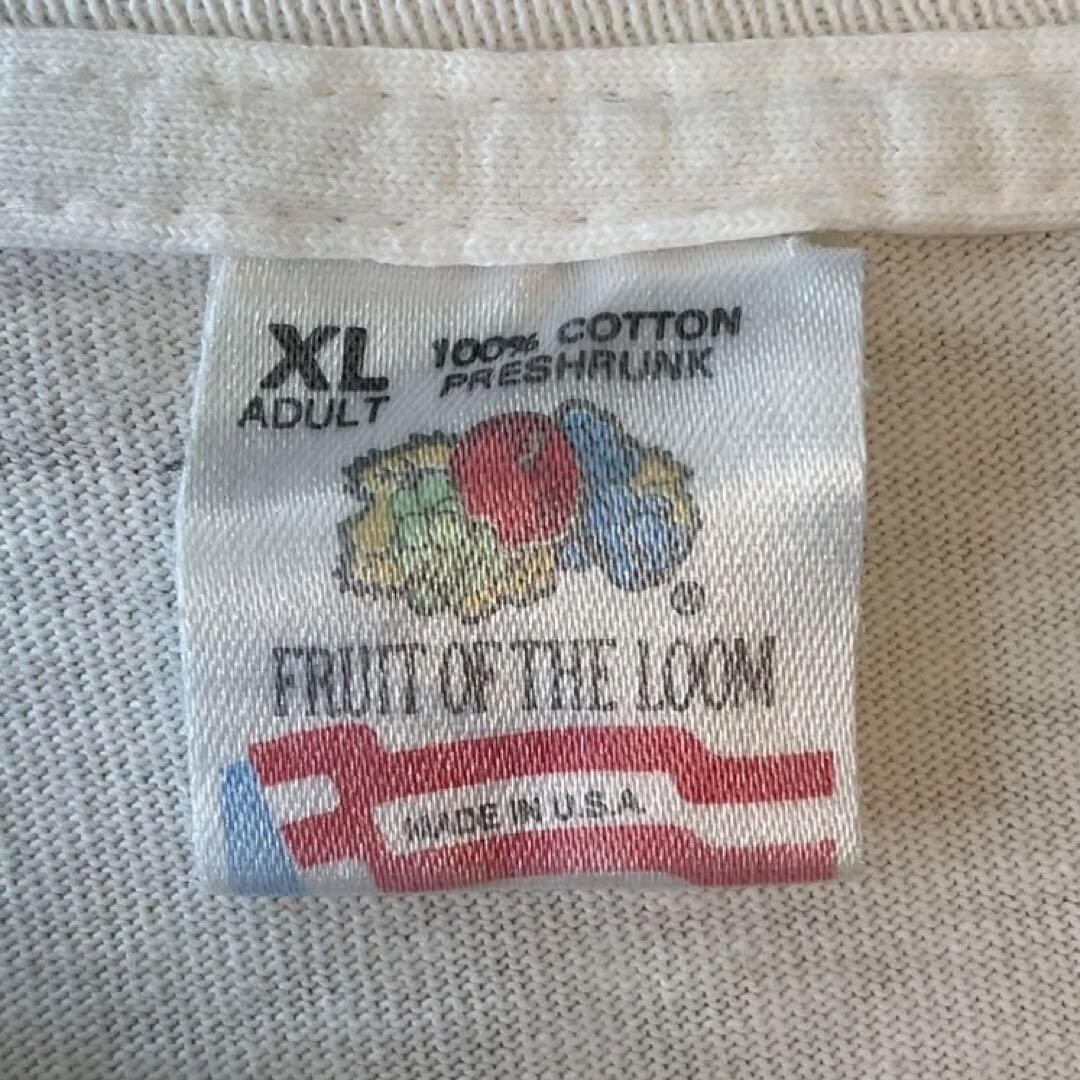 XL 100% COTTON
ADULT PRESHRUNK
®
FRUIT OF THE LOOM
MADE IN U.S.A.